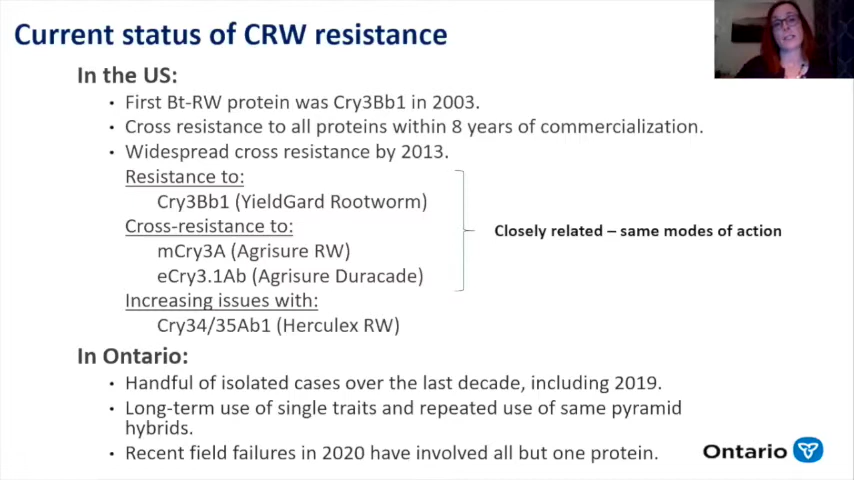 Current status of CRW resistance
In the US:
• First Bt-RW protein was Cry3Bb1 in 2003.
• Cross resistance to all proteins within 8 years of commercialization.
• Widespread cross resistance by 2013.
Resistance to:
Cry3Bb1 (YieldGard Rootworm)
Cross-resistance to:
mCry3A (Agrisure RW)
eCry3.1Ab (Agrisure Duracade)
Closely related – same modes of action
Increasing issues with:
Cry34/35Ab1 (Herculex RW)
In Ontario:
• Handful of isolated cases over the last decade, including 2019.
• Long-term use of single traits and repeated use of same pyramid
hybrids.
• Recent field failures in 2020 have involved all but one protein.
Ontario